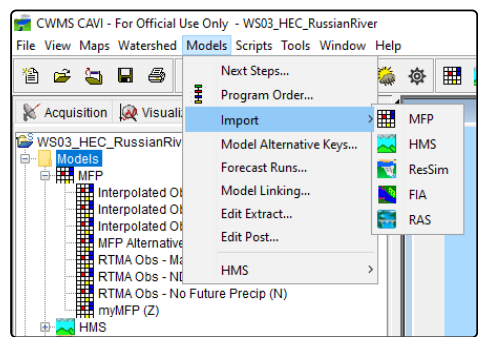 CWMS CAVI - For Official Use Only - WS03_HEC_RussianRiver
File View Maps Watershed Models Scripts Tools Window Help
Next Steps...
Program Order...
Import
Model Alternative Keys...
Forecast Runs...
Model Linking...
Edit Extract...
Edit Post...
HMS
MFP
HMS
ResSim
FIA
RAS
Acquisition
Visuali
WS03_HEC_RussianRiv
Models
MFP
Interpolated Ob
Interpolated Ob
Interpolated Ob
MFP Alternative
RTMA Obs - Ma
RTMA Obs - ND
RTMA Obs - No Future Precip (N)
myMFP (Z)
HMS